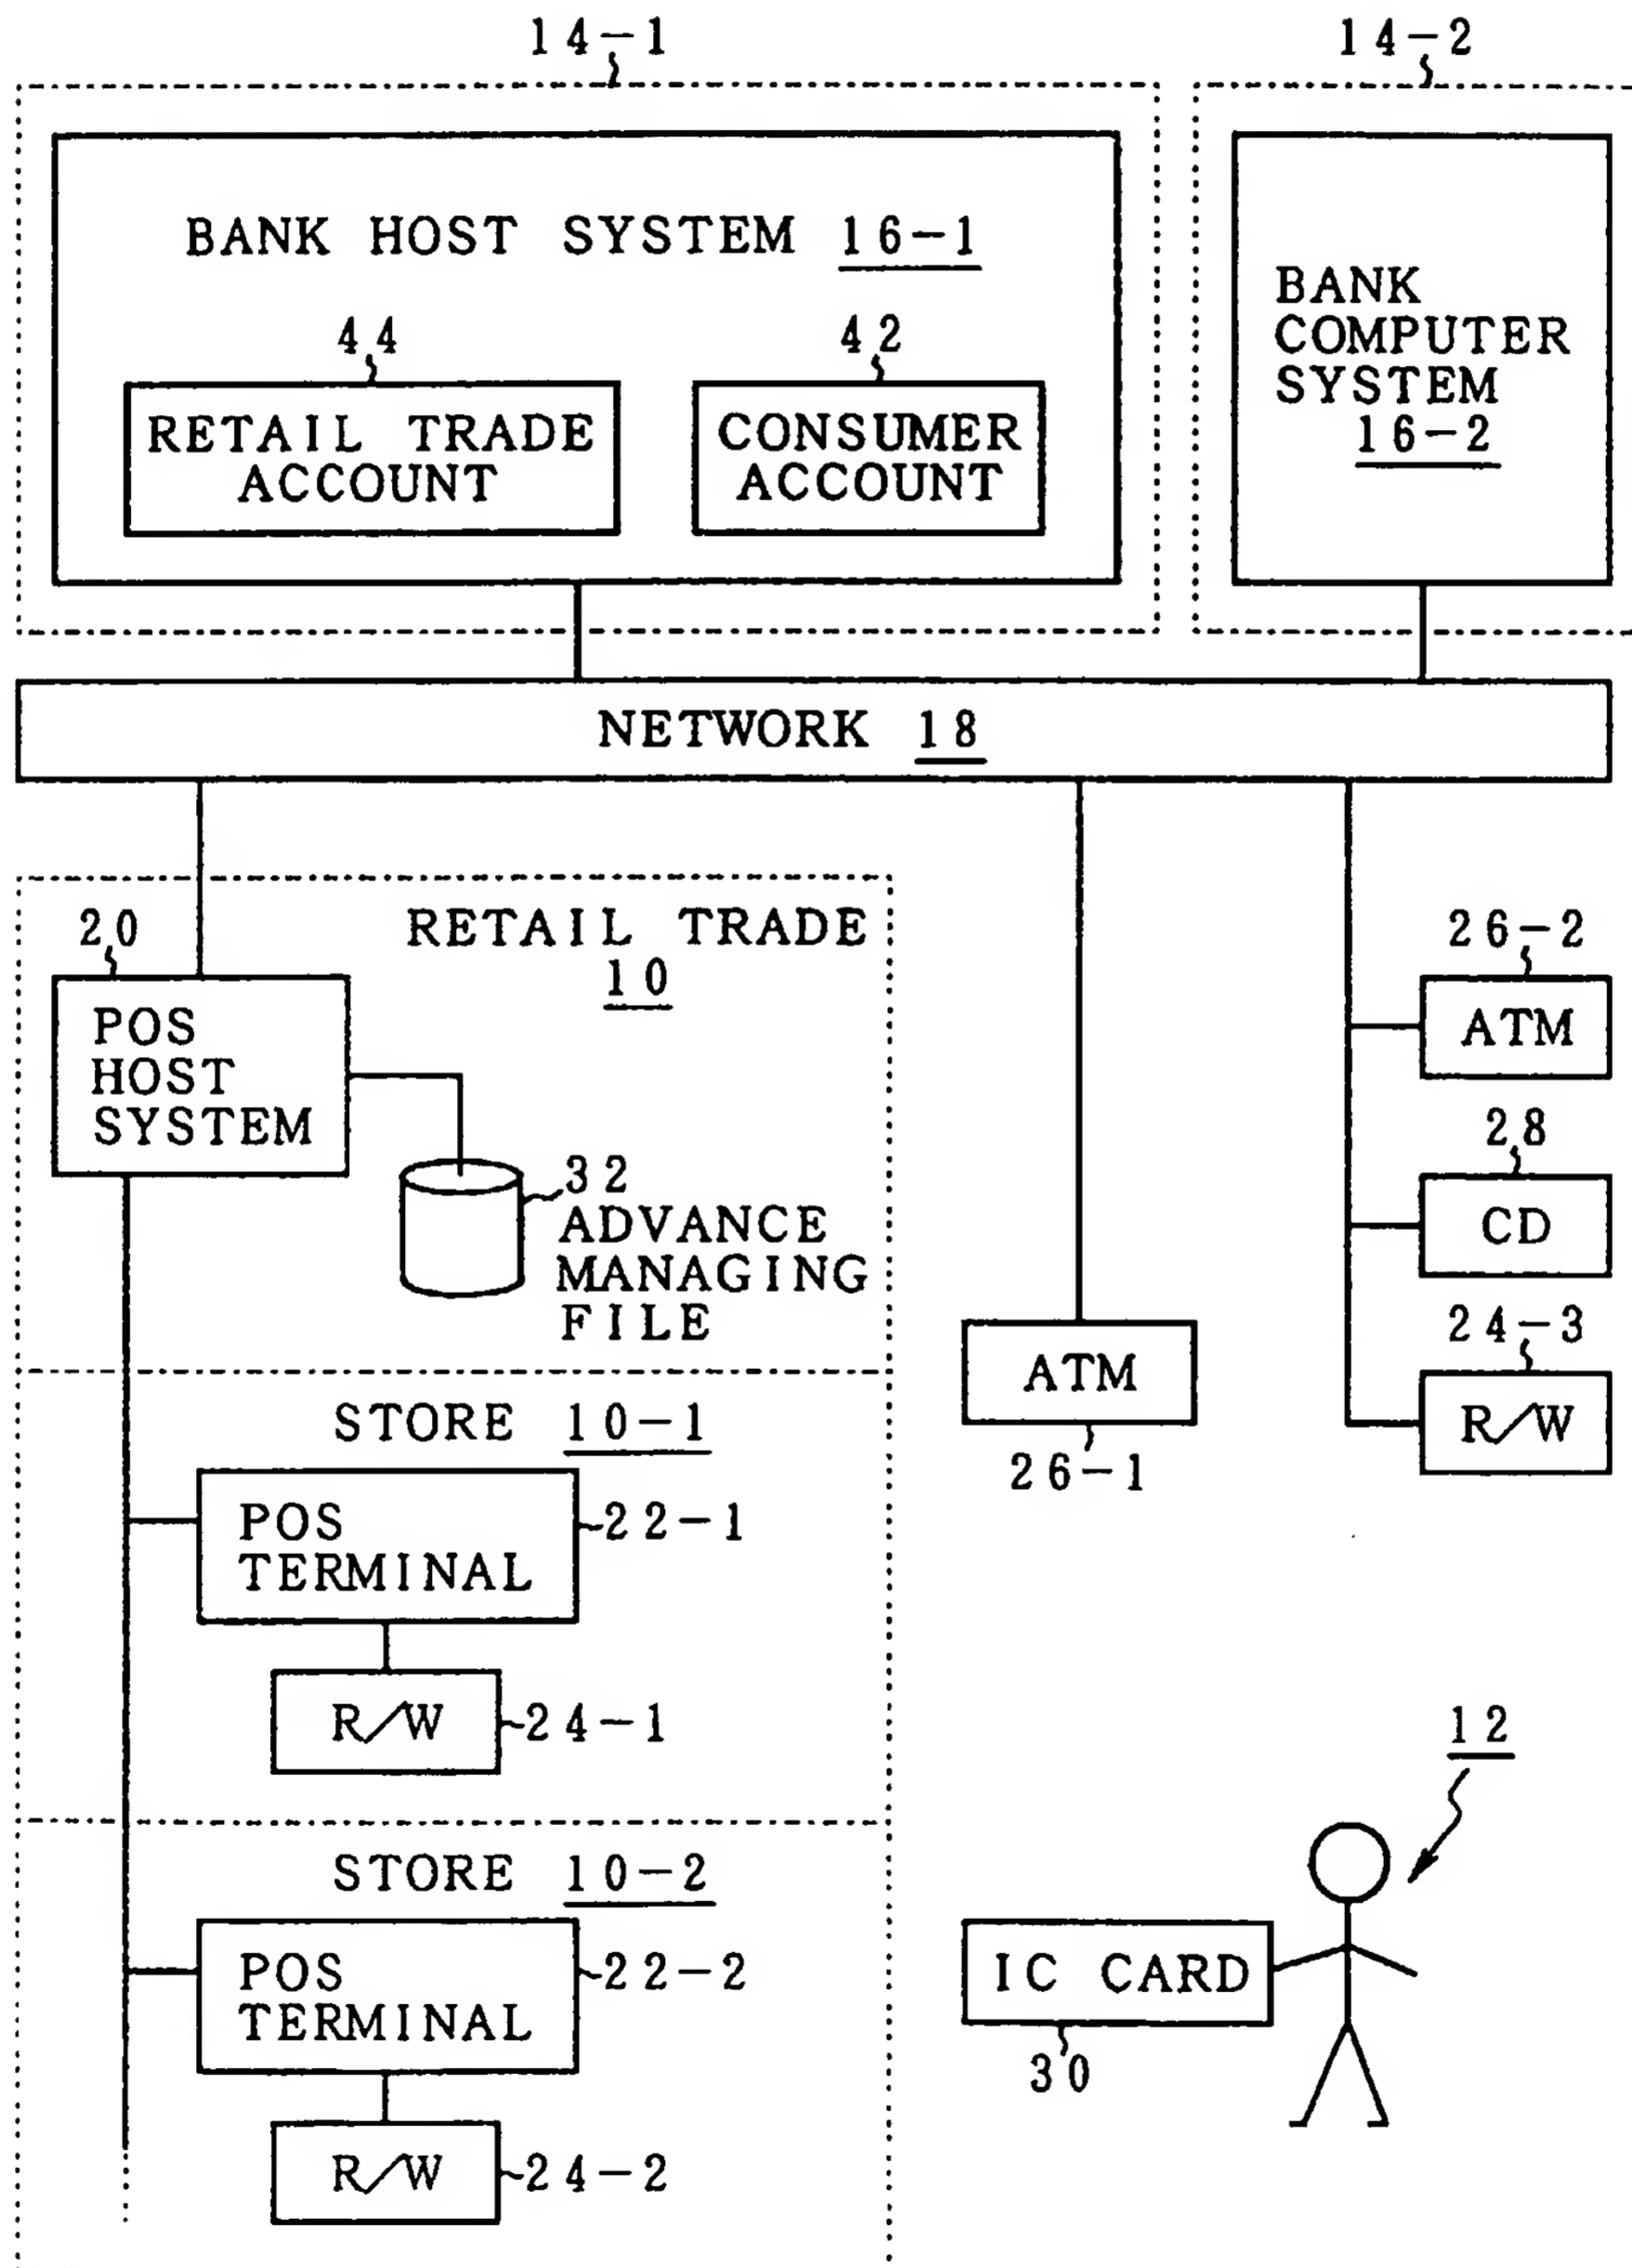 14-1
14-2
BANK HOST SYSTEM 16-1
44
42
RETAIL TRADE
ACCOUNT
CONSUMER
ACCOUNT
BANK
COMPUTER
SYSTEM
16-2
NETWORK 18
RETAIL TRADE
10
20
POS
HOST
SYSTEM
32
ADVANCE
MANAGING
FILE
STORE 10-1
POS
TERMINAL
22-1
R/W
24-1
STORE 10-2
POS
TERMINAL
22-2
R/W
24-2
ATM
26-1
26-2
ATM
28
CD
24-3
R/W
12
IC CARD
30